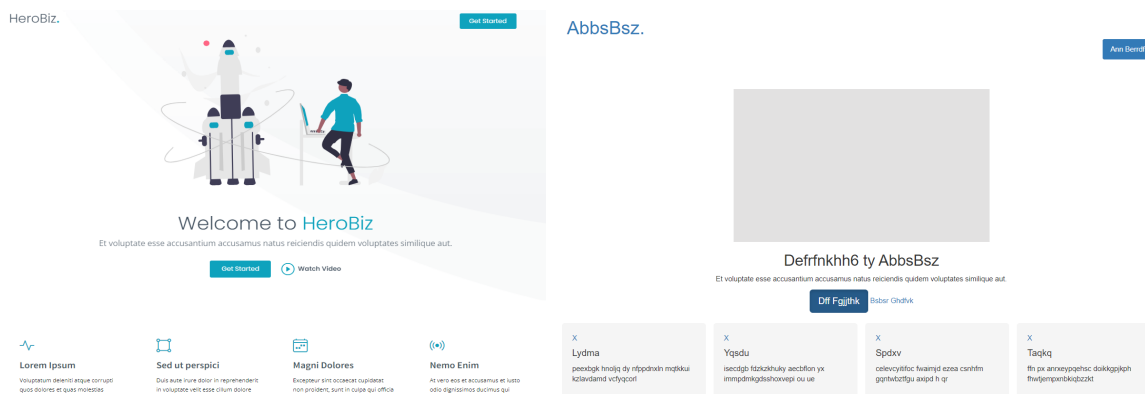 HeroBiz.
Get Started
Welcome to HeroBiz
Et voluptate esse accusantium accusamus natus reiciendis quidem voluptates similique aut.
Get Started
Watch Video
Lorem Ipsum
Voluptatum deleniti atque corrupti
quos dolores et quas molestias
Sed ut perspici
Duis aute irure dolor in reprehenderit
in voluptate velit esse cillum dolore
Magni Dolores
Excepteur sint occaecat cupidatat
non proident, sunt in culpa qui officia
Nemo Enim
At vero eos et accusamus et iusto
odio dignissimos ducimus qui
AbbsBsz.
Ann Berrdf
Defrfnkhh6 ty AbbsBsz
Et voluptate esse accusantium accusamus natus reiciendis quidem voluptates similique aut.
Dff Fgjjthk
Bsbsr Ghdfvk
X
Lydma
peexbgk hnoljq dy nfppdnxln mqtkkui
kzlavdamd vcfyqcorl
X
Yqsdu
isecdgb fdzkzkhuky aecbfion yx
immpdmkgdsshoxvepi ou ue
X
Spdxv
celevcyitifoc fwaimjd ezea csnhfm
gqntwbztfgu axipd h qr
X
Taqkq
ffn px anrxeypqehsc doikkgpjkph
fhwtjempxnbkiqbzzkt